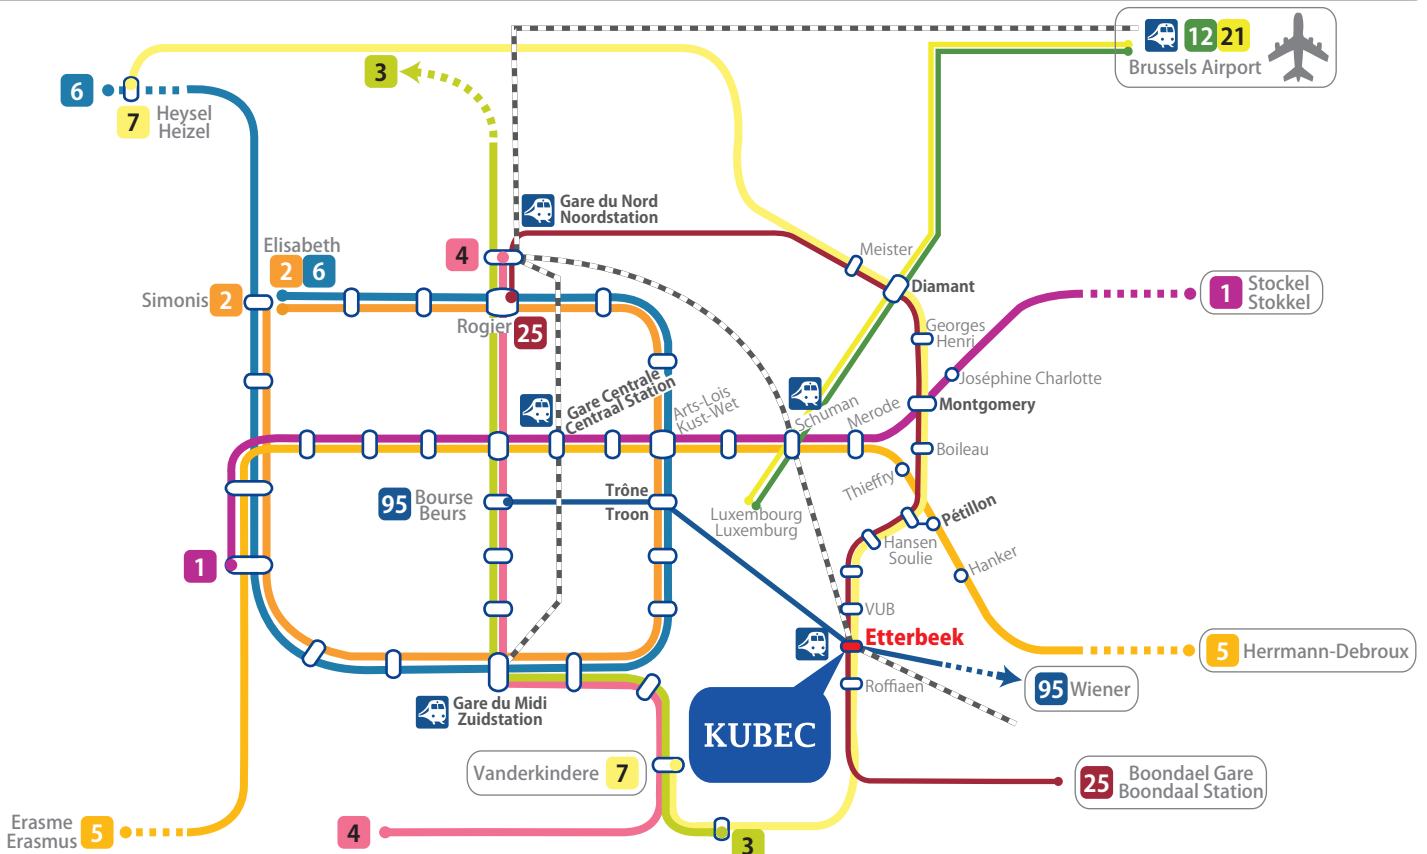 12 21
Brussels Airport
3
6
7
Heysel
Heizel
Gare du Nord
Noordstation
4
Elisabeth
2 6
Simonis 2
Rogier 25
Meister
Diamant
1 Stockel
Stokkel
Georges
Henri
Joséphine Charlotte
Montgomery
Gare Centrale
Centraal Station
Arts-Lois
Kust-Wet
Schuman
Merode
Boileau
Thieffry
Pétillon
95 Bourse
Beurs
Trône
Troon
Luxembourg
Luxemburg
Hansen
Soulie
Hanker
1
VUB
Etterbeek
5 Herrmann-Debroux
Roffiaen
95 Wiener
Gare du Midi
Zuidstation
KUBEC
Vanderkindere 7
25 Boondael Gare
Boondaal Station
Erasme
Erasmus 5
4
3